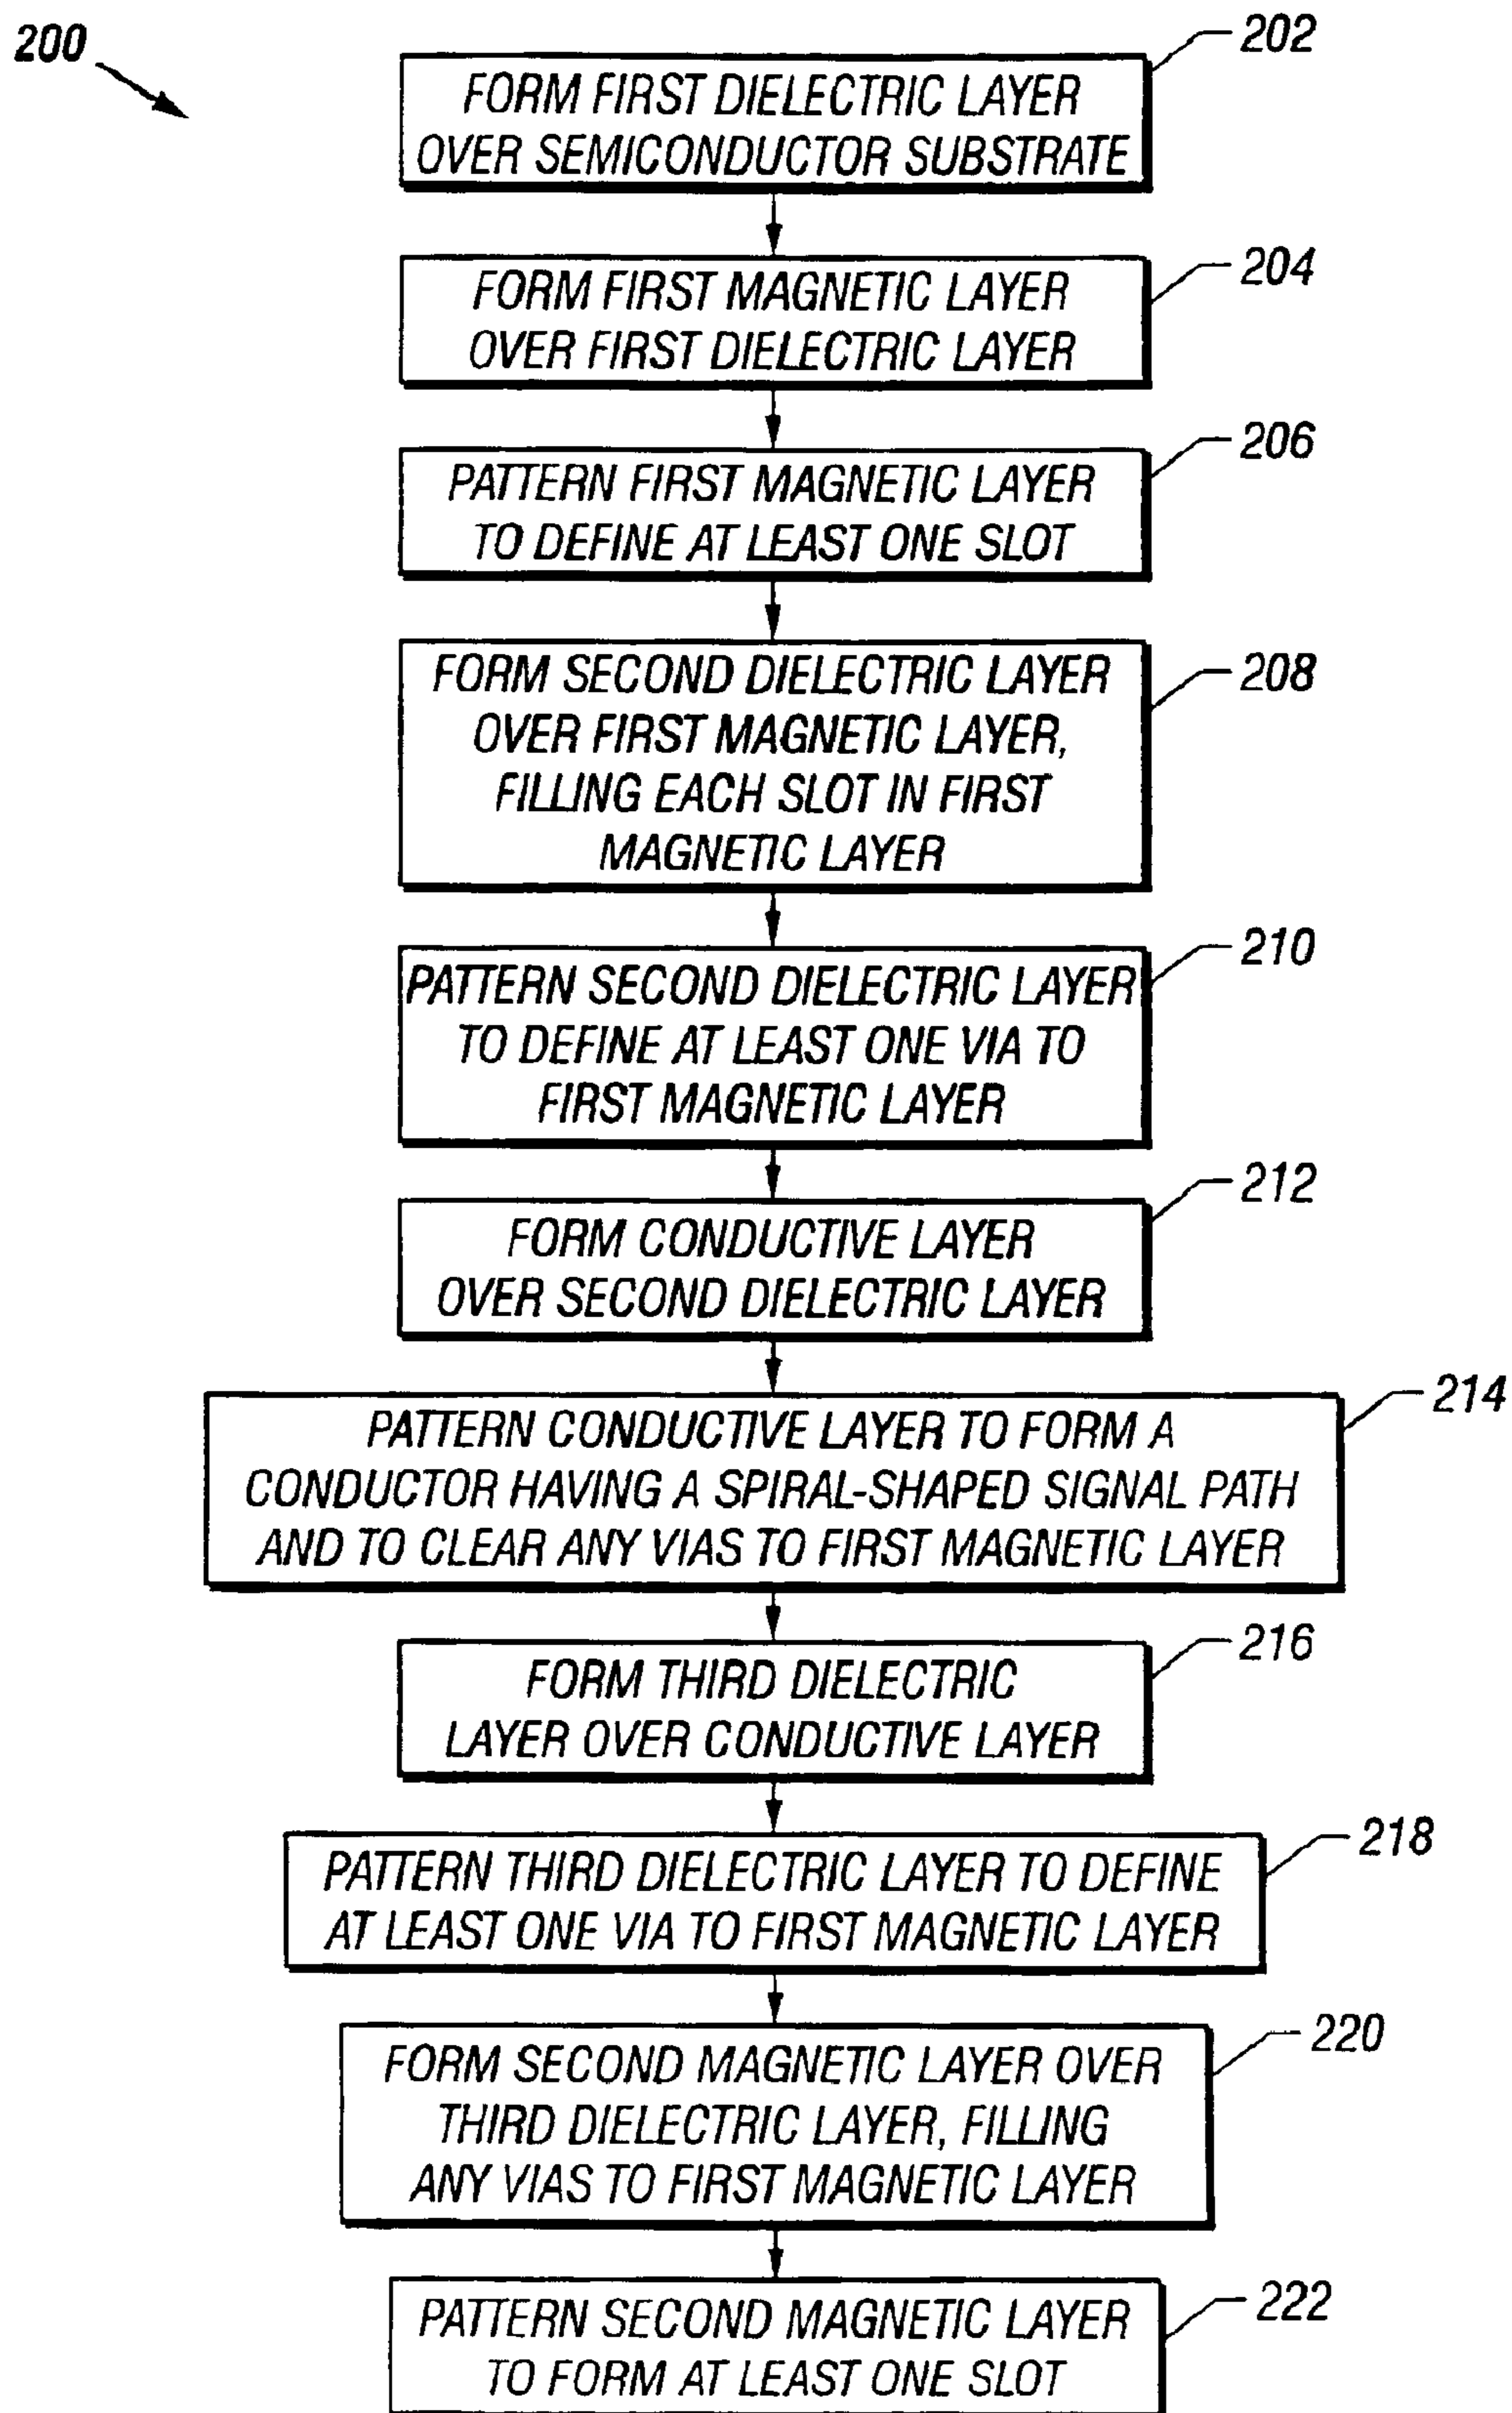 200
202
FORM FIRST DIELECTRIC LAYER
OVER SEMICONDUCTOR SUBSTRATE
204
FORM FIRST MAGNETIC LAYER
OVER FIRST DIELECTRIC LAYER
206
PATTERN FIRST MAGNETIC LAYER
TO DEFINE AT LEAST ONE SLOT
208
FORM SECOND DIELECTRIC LAYER
OVER FIRST MAGNETIC LAYER,
FILLING EACH SLOT IN FIRST
MAGNETIC LAYER
210
PATTERN SECOND DIELECTRIC LAYER
TO DEFINE AT LEAST ONE VIA TO
FIRST MAGNETIC LAYER
212
FORM CONDUCTIVE LAYER
OVER SECOND DIELECTRIC LAYER
214
PATTERN CONDUCTIVE LAYER TO FORM A
CONDUCTOR HAVING A SPIRAL-SHAPED SIGNAL PATH
AND TO CLEAR ANY VIAS TO FIRST MAGNETIC LAYER
216
FORM THIRD DIELECTRIC
LAYER OVER CONDUCTIVE LAYER
218
PATTERN THIRD DIELECTRIC LAYER TO DEFINE
AT LEAST ONE VIA TO FIRST MAGNETIC LAYER
220
FORM SECOND MAGNETIC LAYER OVER
THIRD DIELECTRIC LAYER, FILLING
ANY VIAS TO FIRST MAGNETIC LAYER
222
PATTERN SECOND MAGNETIC LAYER
TO FORM AT LEAST ONE SLOT